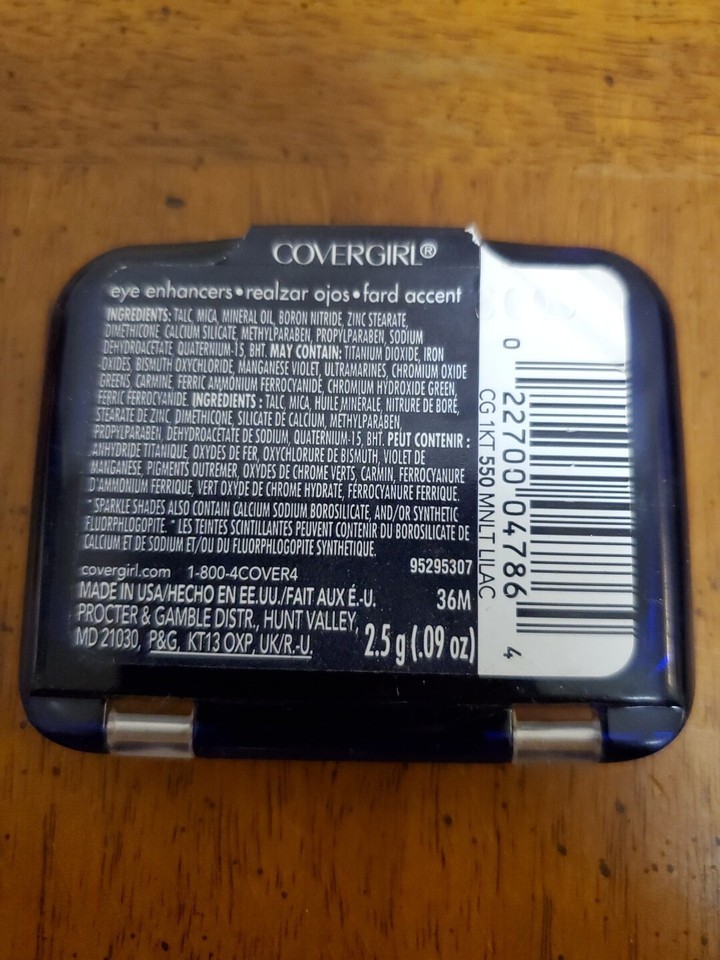 COVERGIRL®
eye enhancers•realzar ojos•fard accent
INGREDIENTS: TALC, MICA, MINERAL OIL, BORON NITRIDE, ZINC STEARATE,
DIMETHICONE, CALCIUM SILICATE, METHYLPARABEN, PROPYLPARABEN, SODIUM
DEHYDROACETATE, QUATERNIUM-15, BHT. MAY CONTAIN: TITANIUM DIOXIDE, IRON
OXIDES, BISMUTH OXYCHLORIDE, MANGANESE VIOLET, ULTRAMARINES, CHROMIUM OXIDE
GREENS, CARMINE, FERRIC AMMONIUM FERROCYANIDE, CHROMIUM HYDROXIDE GREEN,
FERRIC FERROCYANIDE. INGRÉDIENTS : TALC, MICA, HUILE MINÉRALE, NITRURE DE BORE,
STÉARATE DE ZINC, DIMETHICONE, SILICATE DE CALCIUM, METHYLPARABEN,
PROPYLPARABEN, DEHYDROACETATE DE SODIUM, QUATERNIUM-15, BHT. PEUT CONTENIR :
ANHYDRIDE TITANIQUE, OXYDES DE FER, OXYCHLORURE DE BISMUTH, VIOLET DE
MANGANÈSE, PIGMENTS OUTREMER, OXYDES DE CHROME VERTS, CARMIN, FERROCYANURE
D'AMMONIUM FERRIQUE, VERT OXYDE DE CHROME HYDRATÉ, FERROCYANURE FERRIQUE.
*SPARKLE SHADES ALSO CONTAIN CALCIUM SODIUM BOROSILICATE, AND/OR SYNTHETIC
FLUORPHLOGOPITE. * LES TEINTES SCINTILLANTES PEUVENT CONTENIR DU BOROSILICATE DE
CALCIUM ET DE SODIUM ET/OU DU FLUORPHLOGOPITE SYNTHÉTIQUE.
covergirl.com 1-800-4COVER4 95295307
MADE IN USA/HECHO EN EE.UU./FAIT AUX É.-U. 36M
PROCTER & GAMBLE DISTR., HUNT VALLEY,
MD 21030, P&G, KT13 OXP, UK/R.-U. 2.5 g (.09 oz)
CG 1KT 550 MNLT LILAC
0 22700 04786 4